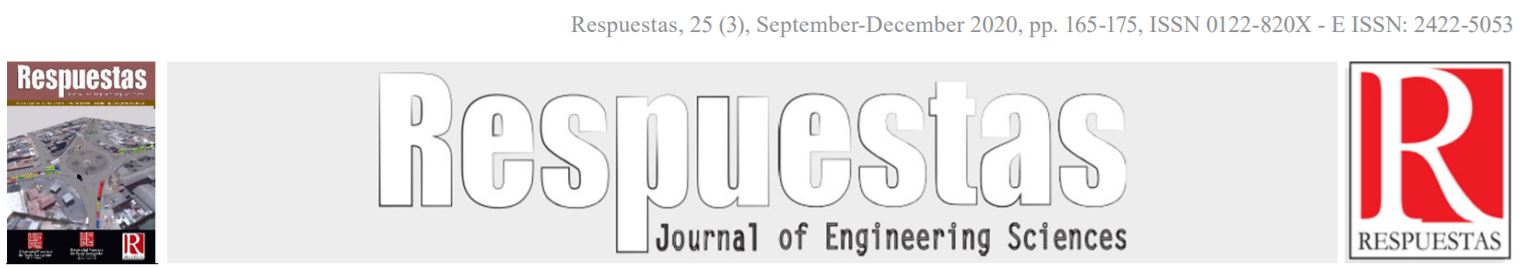 Respuestas, 25 (3), September-December 2020, pp. 165-175, ISSN 0122-820X - E ISSN: 2422-5053
Respuestas
Respuestas
Journal of Engineering Sciences
R
RESPUESTAS
R